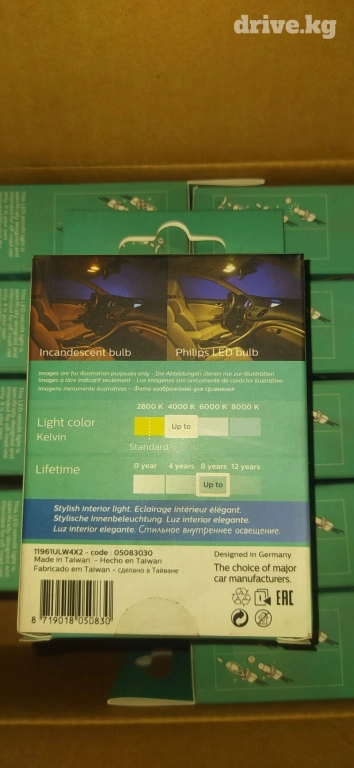 drive.kg
Incandescent bulb
Philips LED bulb
Images are for illustration purposes only - Die Abbildungen dienen nur zur Illustration
Images à titre indicatif seulement - Las imágenes son únicamente de carácter ilustrativo
Imagens meramente ilustrativas - Фото изображений для сравнения
Light color
Kelvin
2800 K 4000 K 6000 K 8000 K
Up to
Standard
Lifetime
0 year 4 years 8 years 12 years
Up to
Stylish interior light. Eclairage intérieur élégant.
Stylische Innenbeleuchtung. Luz interior elegante.
Luz interior elegante. Стильное внутреннее освещение.
11961ULW4X2 - code : 05083030
Made in Taiwan - Hecho en Taiwan
Fabricado em Taiwan - сделано в Тайване
8 719018 050830
Designed in Germany
The choice of major
car manufacturers.
EAC